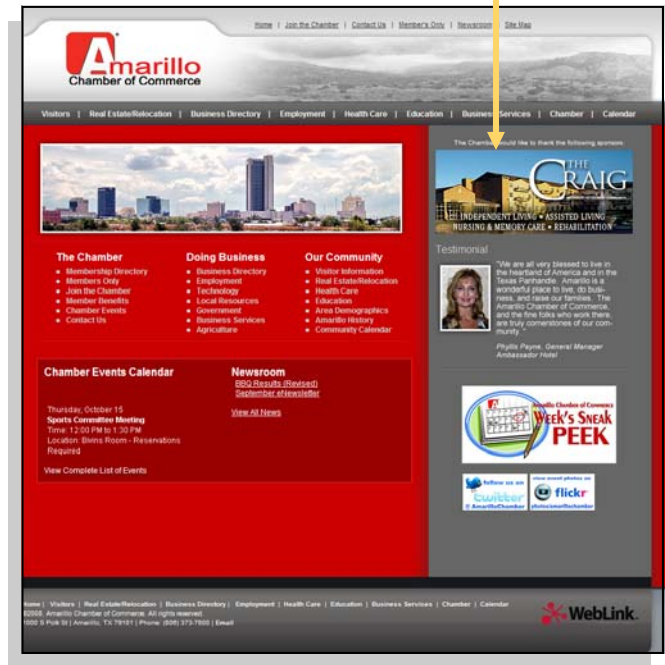 Home | Join the Chamber | Contact Us | Member's Only | Newsroom | Site Map
Amarillo
Chamber of Commerce
Visitors | Real Estate/Relocation | Business Directory | Employment | Health Care | Education | Business Services | Chamber | Calendar
The Chamber would like to thank the following sponsors:
THE
CRAIG
INDEPENDENT LIVING • ASSISTED LIVING
NURSING & MEMORY CARE • REHABILITATION
Testimonial
"We are all very blessed to live in
the heartland of America and in the
Texas Panhandle. Amarillo is a
wonderful place to live, do busi-
ness, and raise our families. The
Amarillo Chamber of Commerce,
and the fine folks who work there,
are truly cornerstones of our com-
munity."
Phyllis Payne, General Manager
Ambassador Hotel
The Chamber
• Membership Directory
• Members Only
• Join the Chamber
• Member Benefits
• Chamber Events
• Contact Us
Doing Business
• Business Directory
• Employment
• Technology
• Local Resources
• Government
• Business Services
• Agriculture
Our Community
• Visitor Information
• Real Estate/Relocation
• Health Care
• Education
• Area Demographics
• Amarillo History
• Community Calendar
Chamber Events Calendar
Thursday, October 15
Sports Committee Meeting
Time: 12:00 PM to 1:30 PM
Location: Bivins Room - Reservations
Required
View Complete List of Events
Newsroom
BBQ Results (Revised)
September eNewsletter
View All News
Amarillo Chamber of Commerce
WEEK'S SNEAK
PEEK
follow us on
twitter
@ AmarilloChamber
view event photos on
flickr
photos/amarillochamber
Home | Visitors | Real Estate/Relocation | Business Directory | Employment | Health Care | Education | Business Services | Chamber | Calendar
©2008, Amarillo Chamber of Commerce. All rights reserved.
1000 S Polk St | Amarillo, TX 79101 | Phone: (806) 373-7800 | Email
WebLink